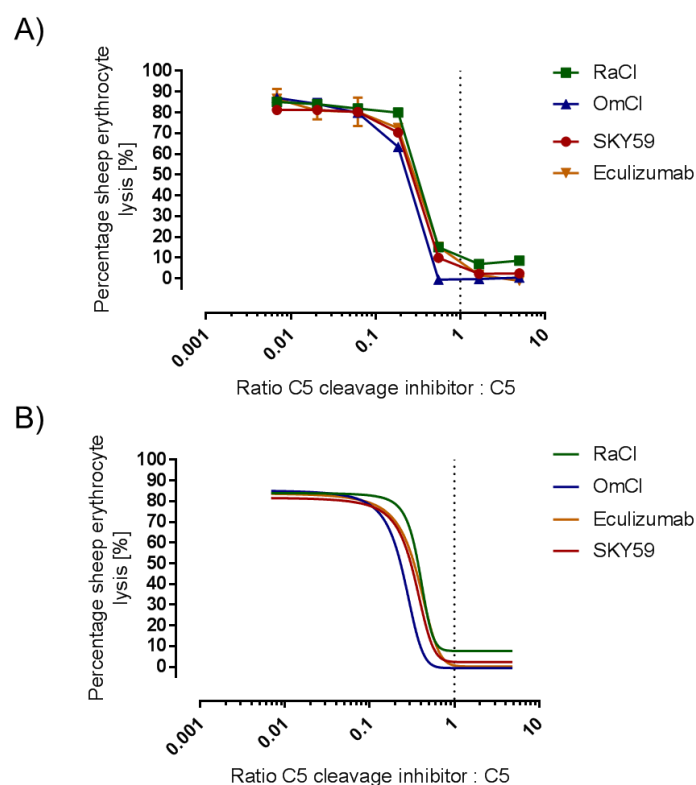 A)
Percentage sheep erythrocyte
lysis [%]
100
90
80
70
60
50
40
30
20
10
0
0.001
0.01
0.1
1
10
Ratio C5 cleavage inhibitor : C5
RaCI
OmCI
SKY59
Eculizumab
B)
Percentage sheep erythrocyte
lysis [%]
100
90
80
70
60
50
40
30
20
10
0
0.001
0.01
0.1
1
10
Ratio C5 cleavage inhibitor : C5
RaCI
OmCI
Eculizumab
SKY59